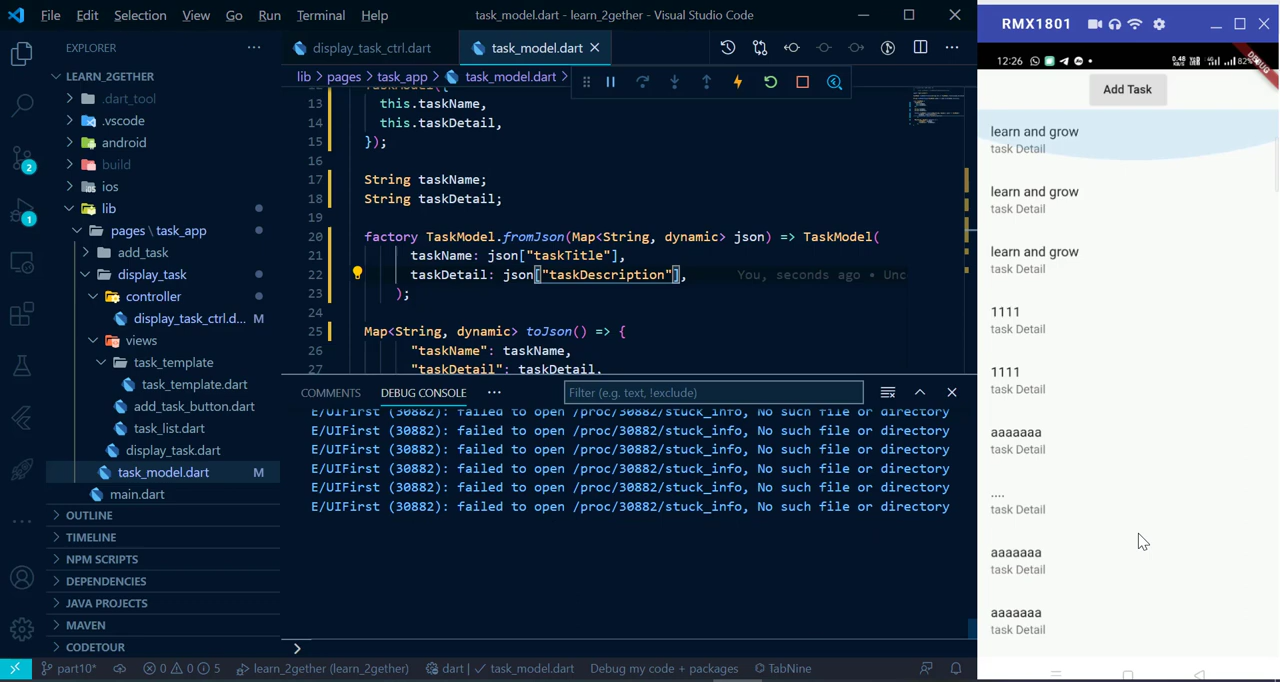 File Edit Selection View Go Run Terminal Help
task_model.dart - learn_2gether - Visual Studio Code
EXPLORER
LEARN_2GETHER
.dart_tool
.vscode
android
build
ios
lib
pages \ task_app
add_task
display_task
controller
display_task_ctrl.d... M
views
task_template
task_template.dart
add_task_button.dart
task_list.dart
display_task.dart
task_model.dart M
main.dart
OUTLINE
TIMELINE
NPM SCRIPTS
DEPENDENCIES
JAVA PROJECTS
MAVEN
CODETOUR
2
1
display_task_ctrl.dart
task_model.dart
lib > pages > task_app > task_model.dart >
12 TaskModel({
13 this.taskName,
14 this.taskDetail,
15 });
16
17 String taskName;
18 String taskDetail;
19
20 factory TaskModel.fromJson(Map<String, dynamic> json) => TaskModel(
21 taskName: json["taskTitle"],
22 taskDetail: json["taskDescription"], You, seconds ago • Unc
23 );
24
25 Map<String, dynamic> toJson() => {
26 "taskName": taskName,
27 "taskDetail": taskDetail,
COMMENTS DEBUG CONSOLE
Filter (e.g. text, !exclude)
E/UIFirst (30882): failed to open /proc/30882/stuck_info, No such file or directory
E/UIFirst (30882): failed to open /proc/30882/stuck_info, No such file or directory
E/UIFirst (30882): failed to open /proc/30882/stuck_info, No such file or directory
E/UIFirst (30882): failed to open /proc/30882/stuck_info, No such file or directory
E/UIFirst (30882): failed to open /proc/30882/stuck_info, No such file or directory
E/UIFirst (30882): failed to open /proc/30882/stuck_info, No such file or directory
part10* 0 0 5 learn_2gether (learn_2gether) dart | task_model.dart Debug my code + packages TabNine
RMX1801
12:26
0.48 KB/S
82%
DEBUG
Add Task
learn and grow
task Detail
learn and grow
task Detail
learn and grow
task Detail
1111
task Detail
1111
task Detail
aaaaaaa
task Detail
....
task Detail
aaaaaaa
task Detail
aaaaaaa
task Detail